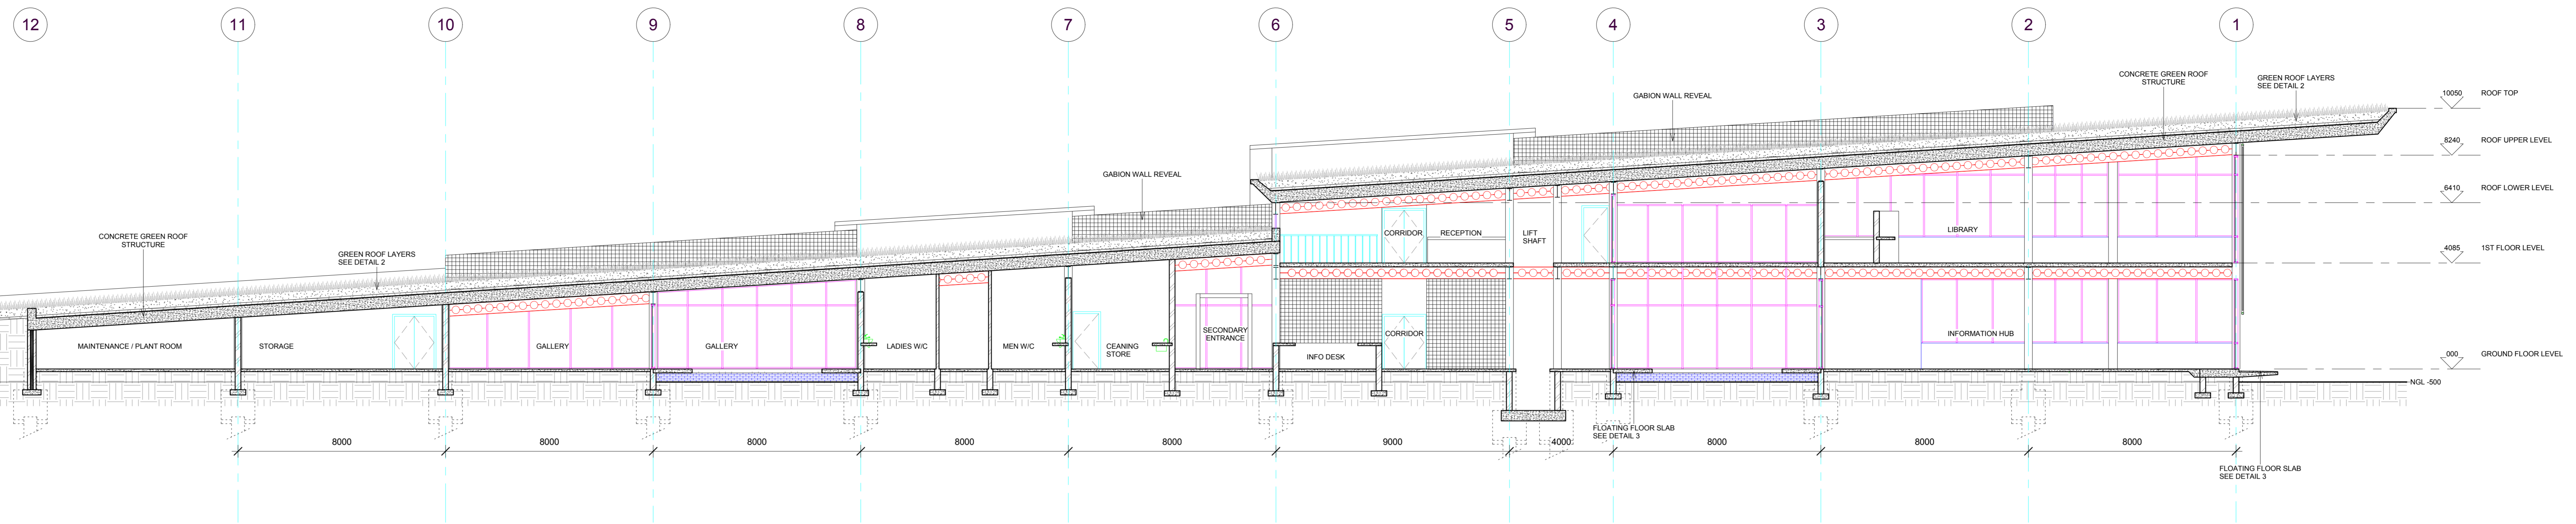 12
11
10
9
8
7
6
5
4
3
2
1
CONCRETE GREEN ROOF
STRUCTURE
GREEN ROOF LAYERS
SEE DETAIL 2
10050
ROOF TOP
GABION WALL REVEAL
8240
ROOF UPPER LEVEL
GABION WALL REVEAL
6410
ROOF LOWER LEVEL
CONCRETE GREEN ROOF
STRUCTURE
GREEN ROOF LAYERS
SEE DETAIL 2
CORRIDOR
RECEPTION
LIFT
SHAFT
LIBRARY
4085
1ST FLOOR LEVEL
MAINTENANCE / PLANT ROOM
STORAGE
GALLERY
GALLERY
LADIES W/C
MEN W/C
CEANING
STORE
SECONDARY
ENTRANCE
INFO DESK
CORRIDOR
INFORMATION HUB
000
GROUND FLOOR LEVEL
NGL -500
FLOATING FLOOR SLAB
SEE DETAIL 3
8000
8000
8000
8000
8000
9000
4000
8000
8000
8000
FLOATING FLOOR SLAB
SEE DETAIL 3